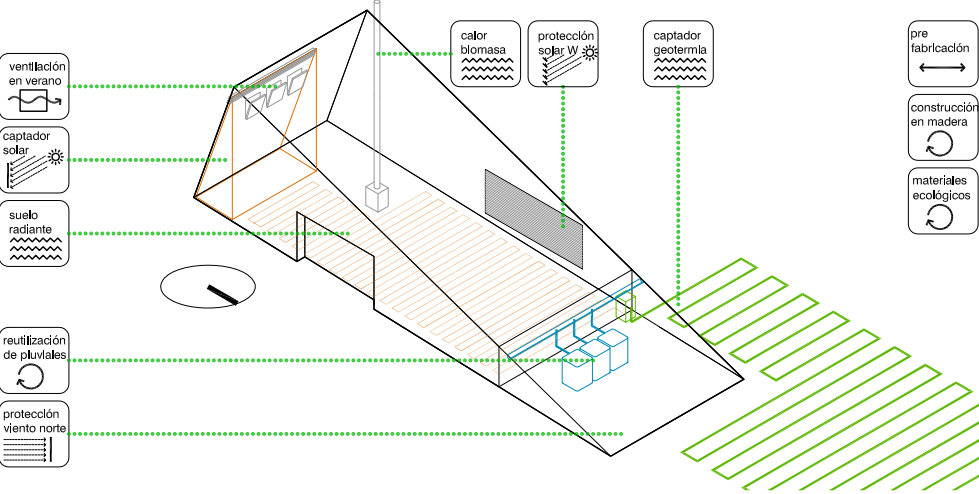 ventilación
en verano
captador
solar
suelo
radiante
reutilización
de pluviales
protección
viento norte
calor
biomasa
protección
solar W
captador
geotermia
pre
fabricación
construcción
en madera
materiales
ecológicos